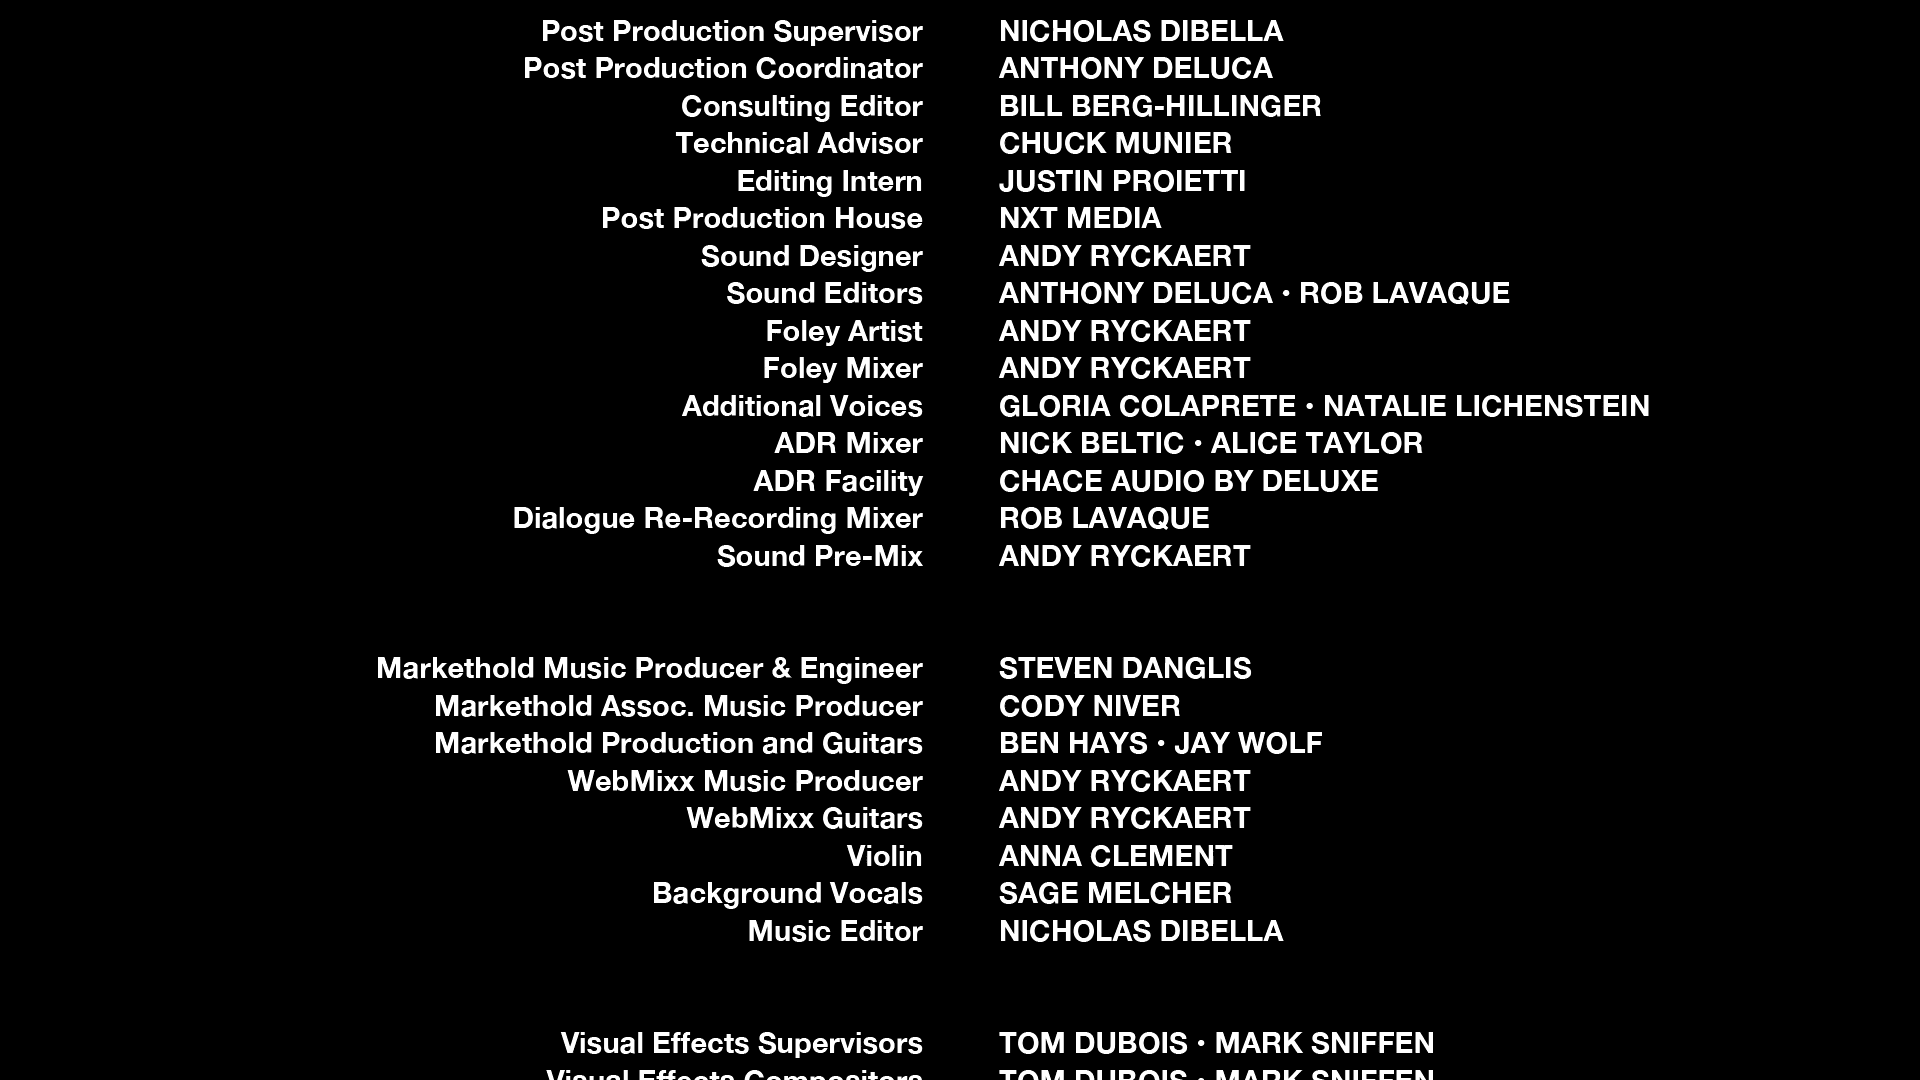 Post Production Supervisor NICHOLAS DIBELLA
Post Production Coordinator ANTHONY DELUCA
Consulting Editor BILL BERG-HILLINGER
Technical Advisor CHUCK MUNIER
Editing Intern JUSTIN PROIETTI
Post Production House NXT MEDIA
Sound Designer ANDY RYCKAERT
Sound Editors ANTHONY DELUCA • ROB LAVAQUE
Foley Artist ANDY RYCKAERT
Foley Mixer ANDY RYCKAERT
Additional Voices GLORIA COLAPRETE • NATALIE LICHENSTEIN
ADR Mixer NICK BELTIC • ALICE TAYLOR
ADR Facility CHACE AUDIO BY DELUXE
Dialogue Re-Recording Mixer ROB LAVAQUE
Sound Pre-Mix ANDY RYCKAERT
Markethold Music Producer & Engineer STEVEN DANGLIS
Markethold Assoc. Music Producer CODY NIVER
Markethold Production and Guitars BEN HAYS • JAY WOLF
WebMixx Music Producer ANDY RYCKAERT
WebMixx Guitars ANDY RYCKAERT
Violin ANNA CLEMENT
Background Vocals SAGE MELCHER
Music Editor NICHOLAS DIBELLA
Visual Effects Supervisors TOM DUBOIS • MARK SNIFFEN
Visual Effects Compositors TOM DUBOIS • MARK SNIFFEN